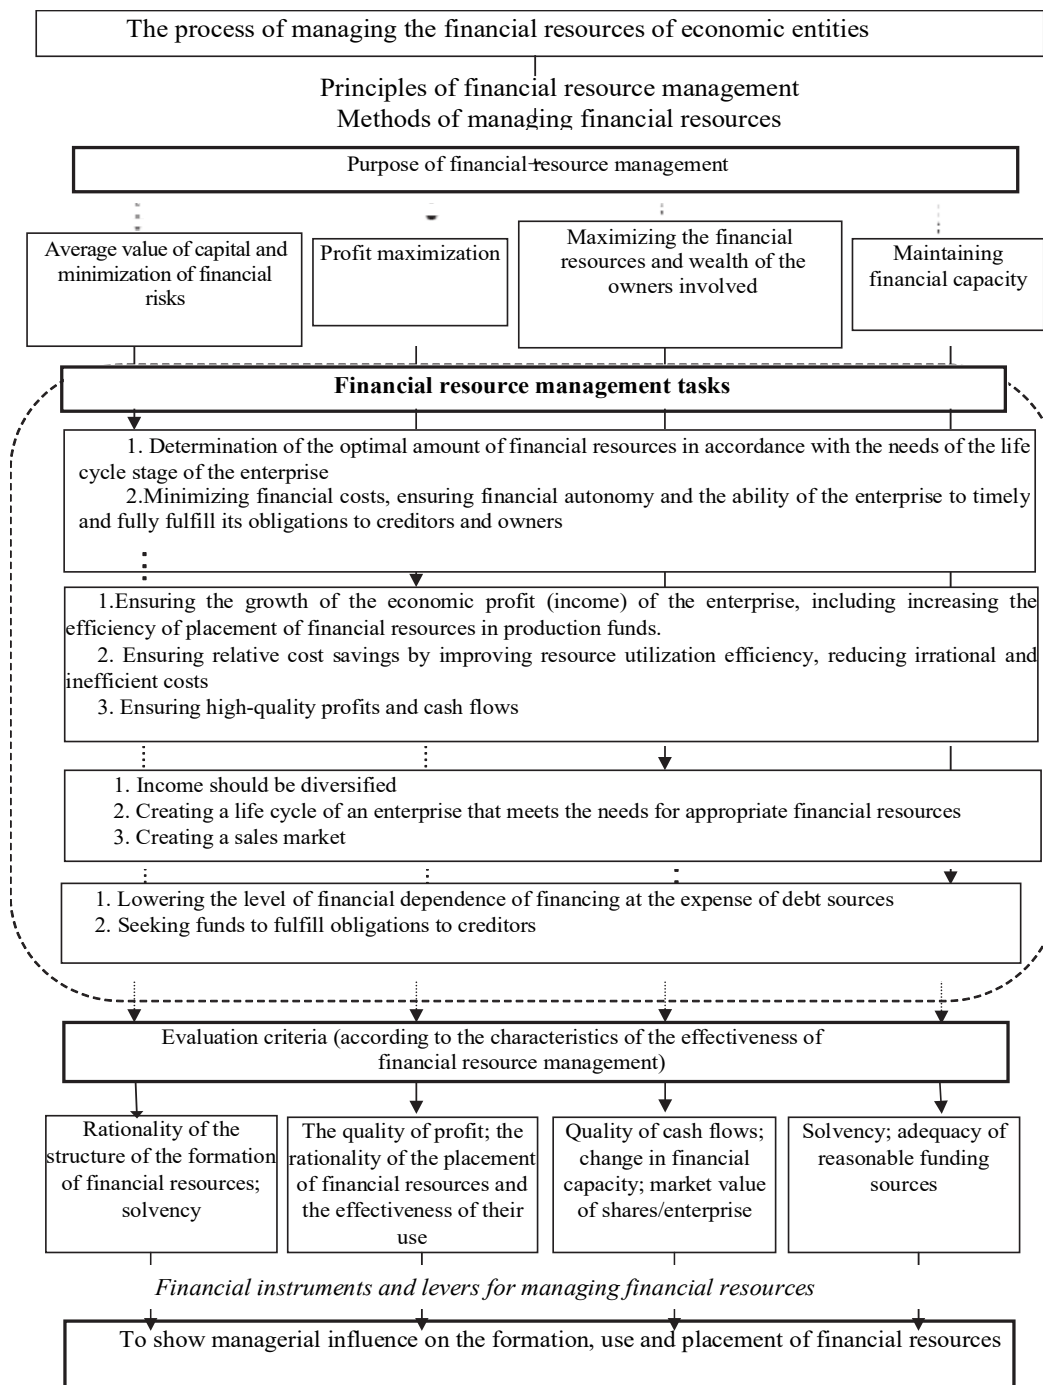 The process of managing the financial resources of economic entities
Principles of financial resource management
Methods of managing financial resources
Purpose of financial resource management
Average value of capital and
minimization of financial
risks
Profit maximization
Maximizing the financial
resources and wealth of the
owners involved
Maintaining
financial capacity
Financial resource management tasks
1. Determination of the optimal amount of financial resources in accordance with the needs of the life
cycle stage of the enterprise
2.Minimizing financial costs, ensuring financial autonomy and the ability of the enterprise to timely
and fully fulfill its obligations to creditors and owners
1.Ensuring the growth of the economic profit (income) of the enterprise, including increasing the
efficiency of placement of financial resources in production funds.
2. Ensuring relative cost savings by improving resource utilization efficiency, reducing irrational and
inefficient costs
3. Ensuring high-quality profits and cash flows
1. Income should be diversified
2. Creating a life cycle of an enterprise that meets the needs for appropriate financial resources
3. Creating a sales market
1. Lowering the level of financial dependence of financing at the expense of debt sources
2. Seeking funds to fulfill obligations to creditors
Evaluation criteria (according to the characteristics of the effectiveness of
financial resource management)
Rationality of the
structure of the formation
of financial resources;
solvency
The quality of profit; the
rationality of the placement
of financial resources and
the effectiveness of their
use
Quality of cash flows;
change in financial
capacity; market value
of shares/enterprise
Solvency; adequacy of
reasonable funding
sources
Financial instruments and levers for managing financial resources
To show managerial influence on the formation, use and placement of financial resources